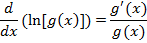 d/dx (ln[g(x)]) = g'(x)/g(x)